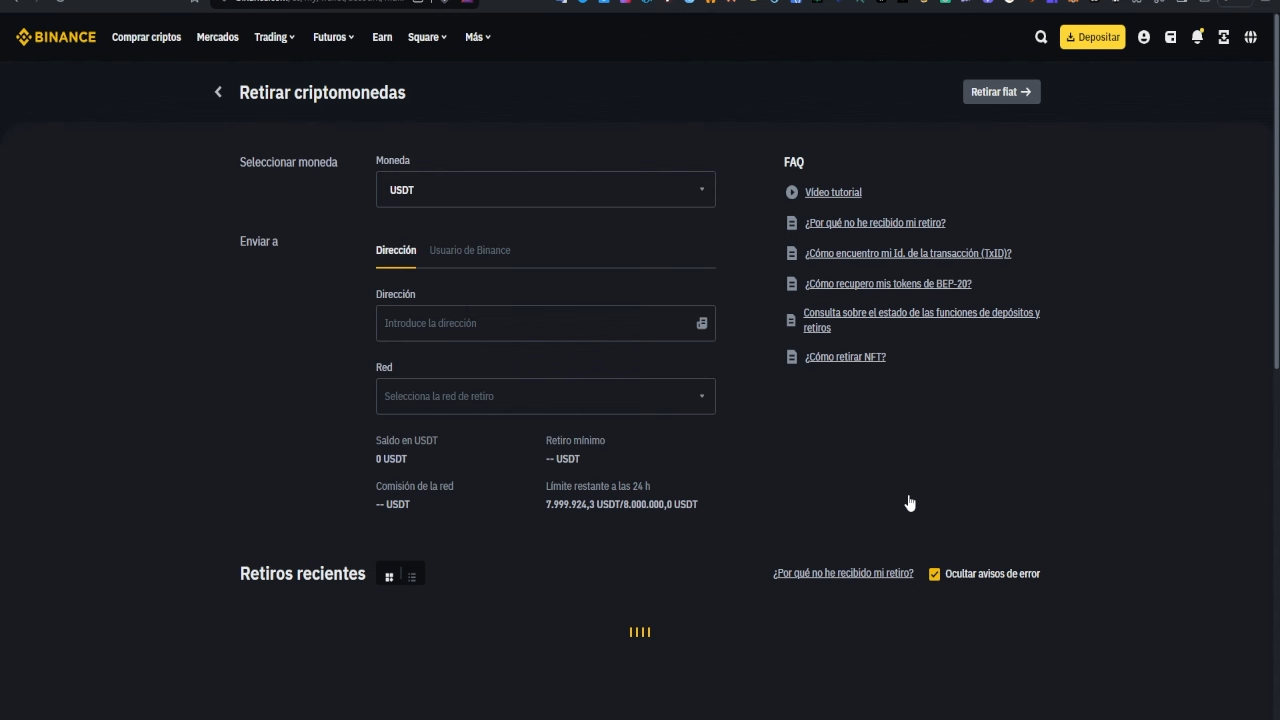 BINANCE Comprar criptos Mercados Trading Futuros Earn Square Más Depositar
Retirar criptomonedas Retirar fiat →
Seleccionar moneda
Moneda
USDT
Enviar a
Dirección Usuario de Binance
Dirección
Introduce la dirección
Red
Selecciona la red de retiro
Saldo en USDT Retiro mínimo
0 USDT -- USDT
Comisión de la red Límite restante a las 24 h
-- USDT 7.999.924,3 USDT/8.000.000,0 USDT
FAQ
Vídeo tutorial
¿Por qué no he recibido mi retiro?
¿Cómo encuentro mi Id. de la transacción (TxID)?
¿Cómo recupero mis tokens de BEP-20?
Consulta sobre el estado de las funciones de depósitos y
retiros
¿Cómo retirar NFT?
Retiros recientes ¿Por qué no he recibido mi retiro? Ocultar avisos de error